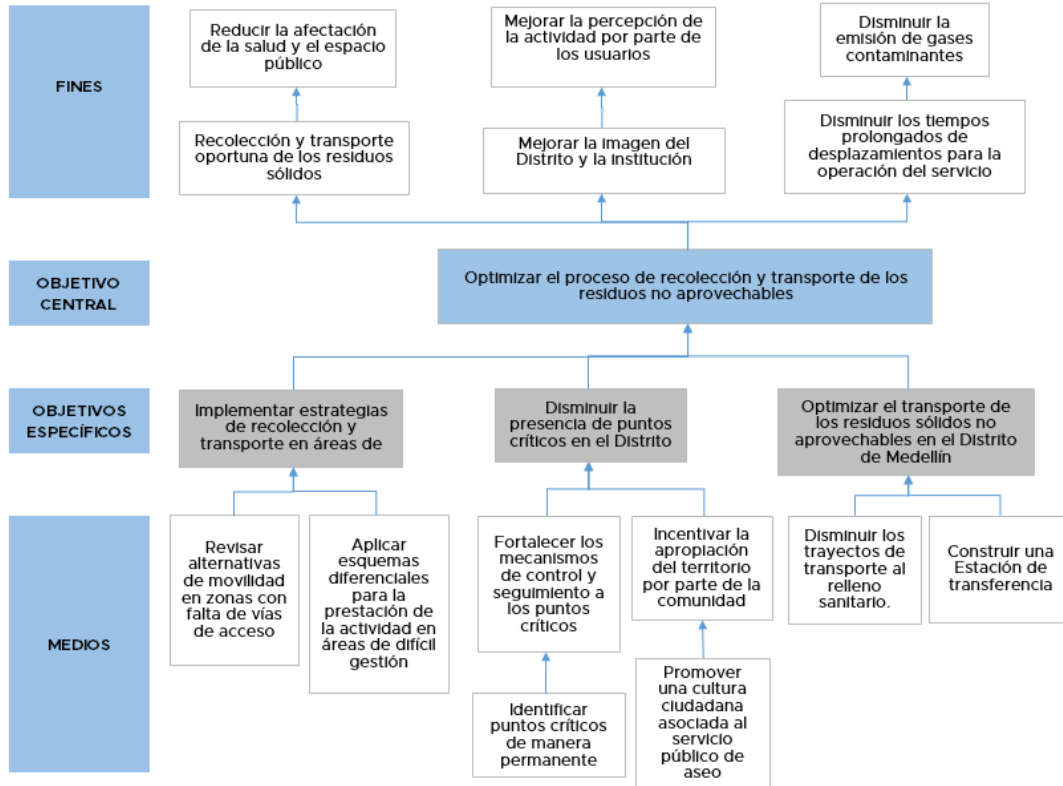 FINES
Reducir la afectación
de la salud y el espacio
público
Mejorar la percepción de
la actividad por parte de
los usuarios
Disminuir la
emisión de gases
contaminantes
Recolección y transporte
oportuna de los residuos
sólidos
Mejorar la imagen del
Distrito y la institución
Disminuir los tiempos
prolongados de
desplazamientos para la
operación del servicio
OBJETIVO
CENTRAL
Optimizar el proceso de recolección y transporte de los
residuos no aprovechables
OBJETIVOS
ESPECÍFICOS
Implementar estrategias
de recolección y
transporte en áreas de
Disminuir la
presencia de puntos
críticos en el Distrito
Optimizar el transporte de
los residuos sólidos no
aprovechables en el Distrito
de Medellín
MEDIOS
Revisar
alternativas
de movilidad
en zonas con
falta de vías
de acceso
Aplicar
esquemas
diferenciales
para la
prestación de
la actividad en
áreas de difícil
gestión
Fortalecer los
mecanismos
de control y
seguimiento a
los puntos
críticos
Incentivar la
apropiación
del territorio
por parte de la
comunidad
Disminuir los
trayectos de
transporte al
relleno
sanitario.
Construir una
Estación de
transferencia
Identificar
puntos críticos
de manera
permanente
Promover
una cultura
ciudadana
asociada al
servicio
público de
aseo